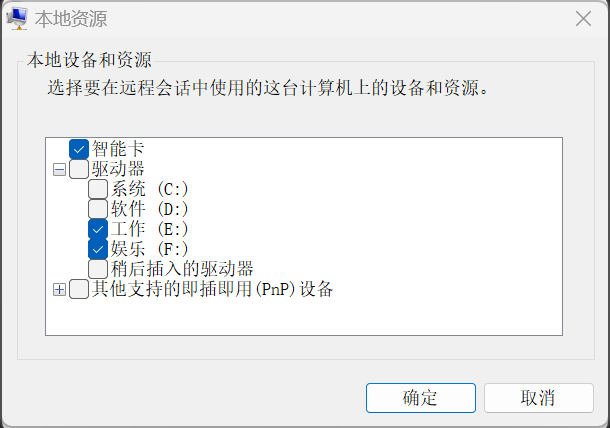 本地资源
本地设备和资源
选择要在远程会话中使用的这台计算机上的设备和资源。
智能卡
驱动器
系统 (C:)
软件 (D:)
工作 (E:)
娱乐 (F:)
稍后插入的驱动器
其他支持的即插即用(PnP)设备
确定 取消